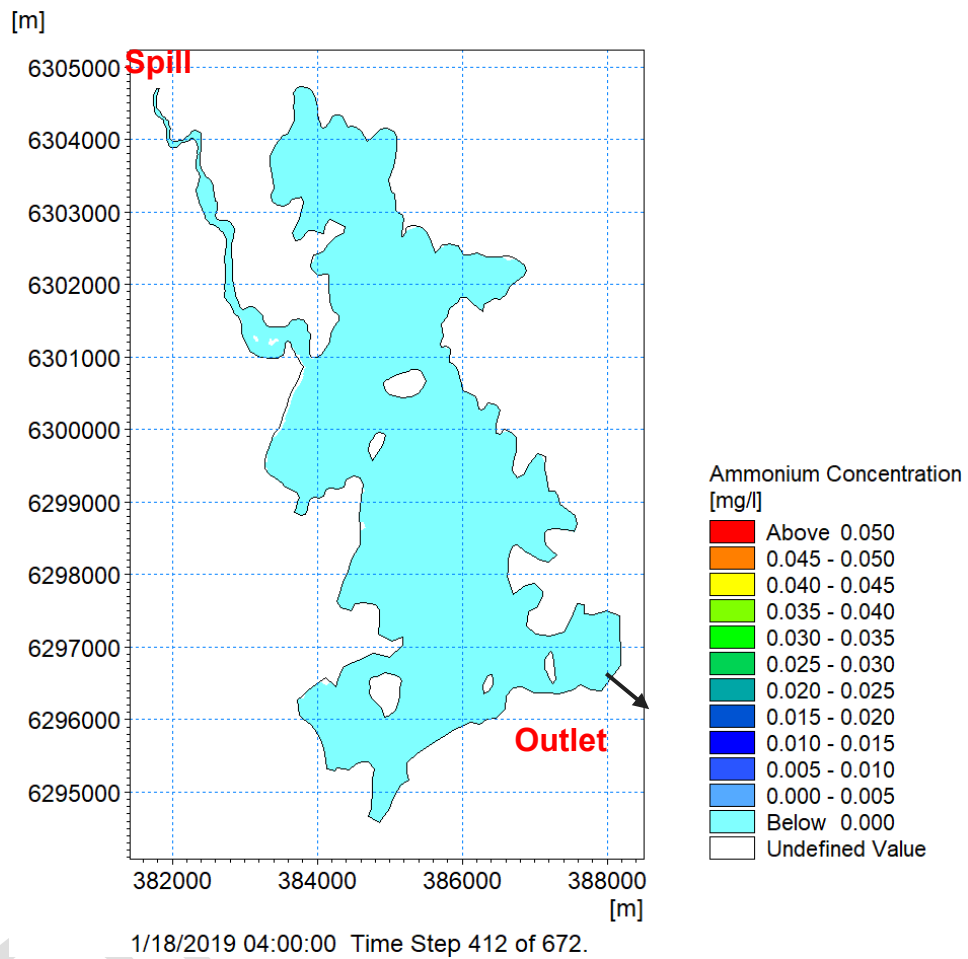 [m]
Spill
6305000
6304000
6303000
6302000
6301000
6300000
6299000
6298000
6297000
6296000
6295000
Outlet
382000 384000 386000 388000
[m]
1/18/2019 04:00:00 Time Step 412 of 672.
Ammonium Concentration
[mg/l]
Above 0.050
0.045 - 0.050
0.040 - 0.045
0.035 - 0.040
0.030 - 0.035
0.025 - 0.030
0.020 - 0.025
0.015 - 0.020
0.010 - 0.015
0.005 - 0.010
0.000 - 0.005
Below 0.000
Undefined Value